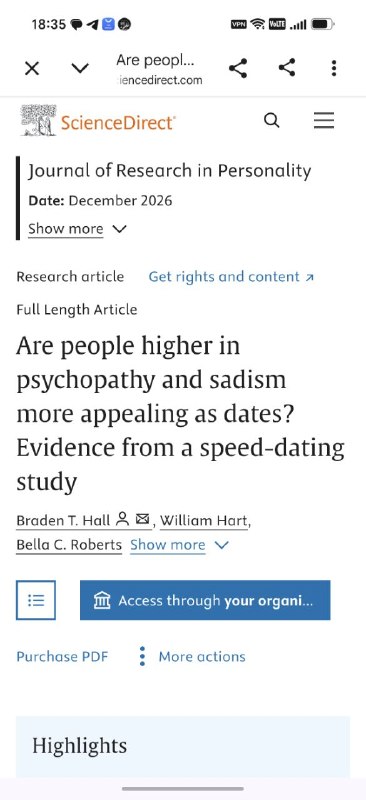 18:35
VPN
VoLTE
Are peopl...
iencedirect.com
ScienceDirect
Journal of Research in Personality
Date: December 2026
Show more
Research article
Get rights and content
Full Length Article
Are people higher in
psychopathy and sadism
more appealing as dates?
Evidence from a speed-dating
study
Braden T. Hall, William Hart,
Bella C. Roberts Show more
Access through your organi...
Purchase PDF
More actions
Highlights